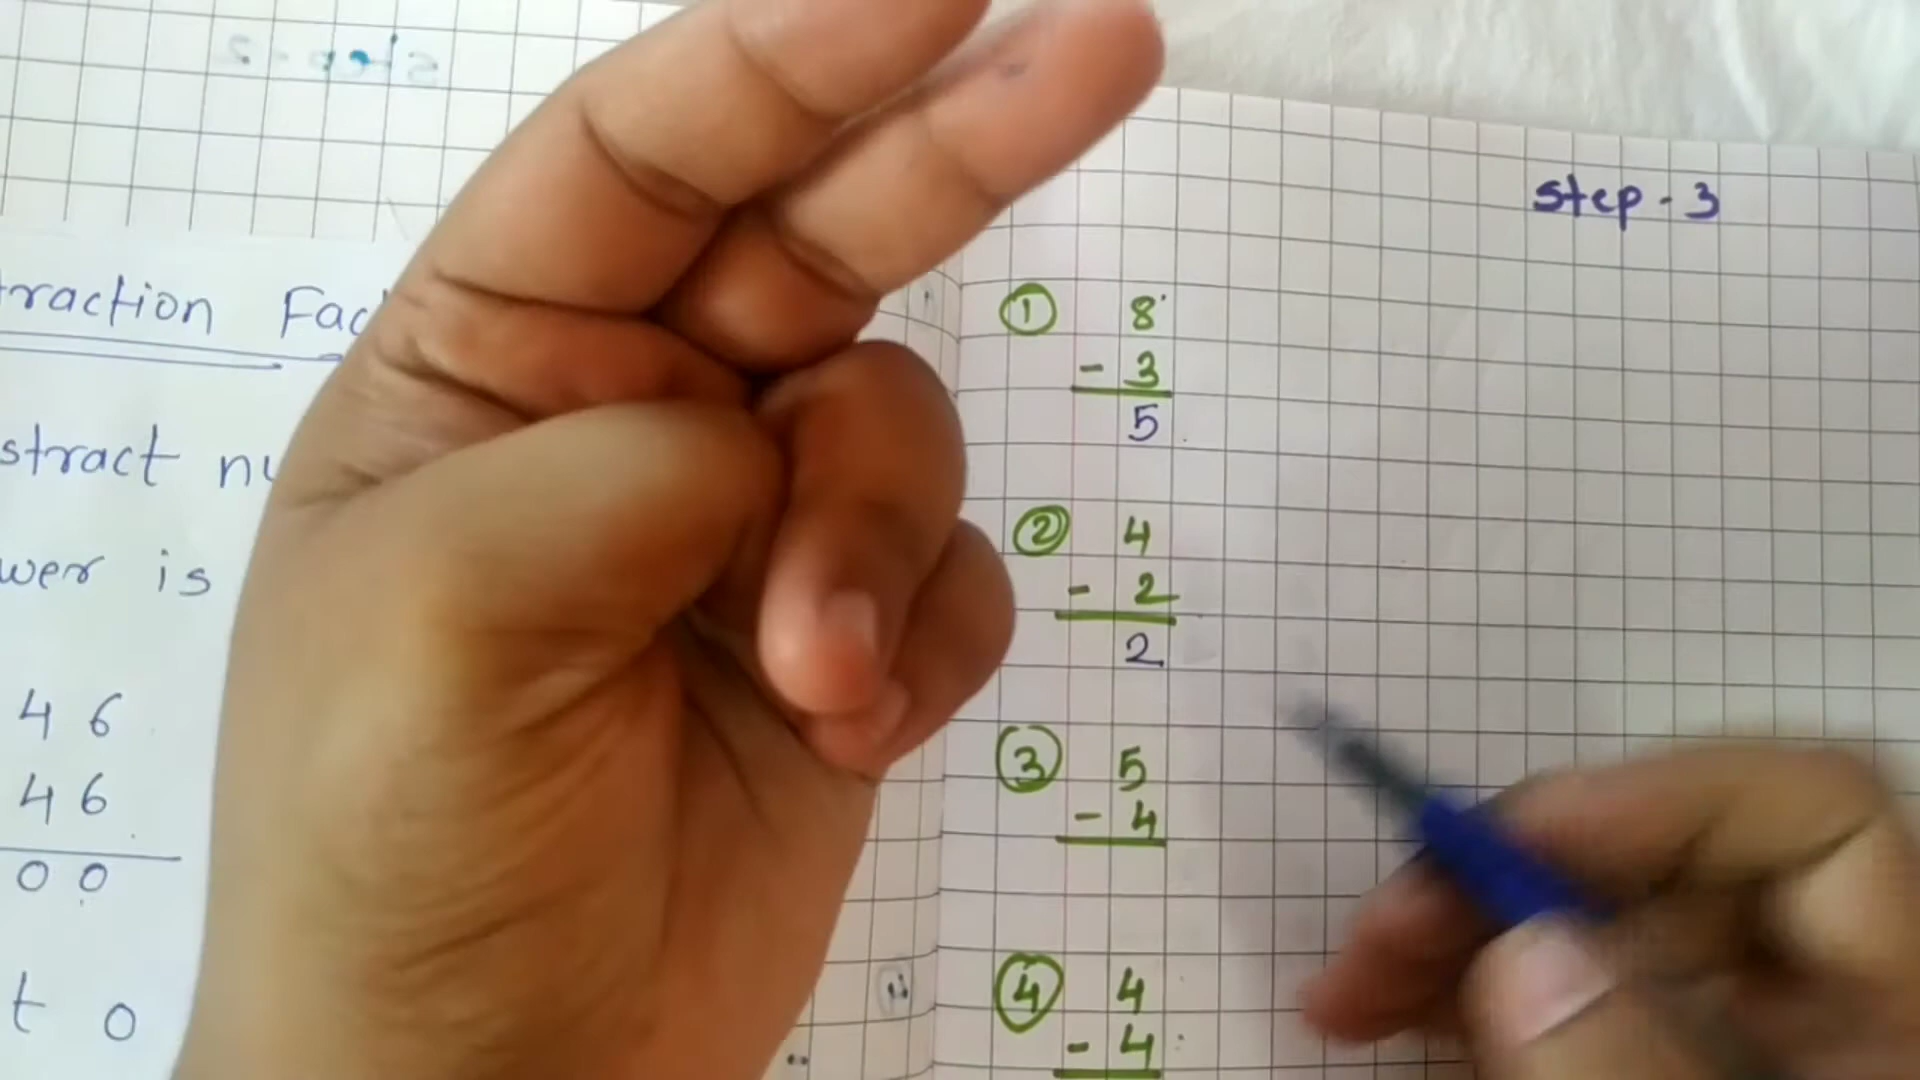 traction Fac
stract nu
wer is
4 6
4 6
0 0
t 0
step - 3
1 8
- 3
5
2 4
- 2
2
3 5
- 4
4 4
- 4